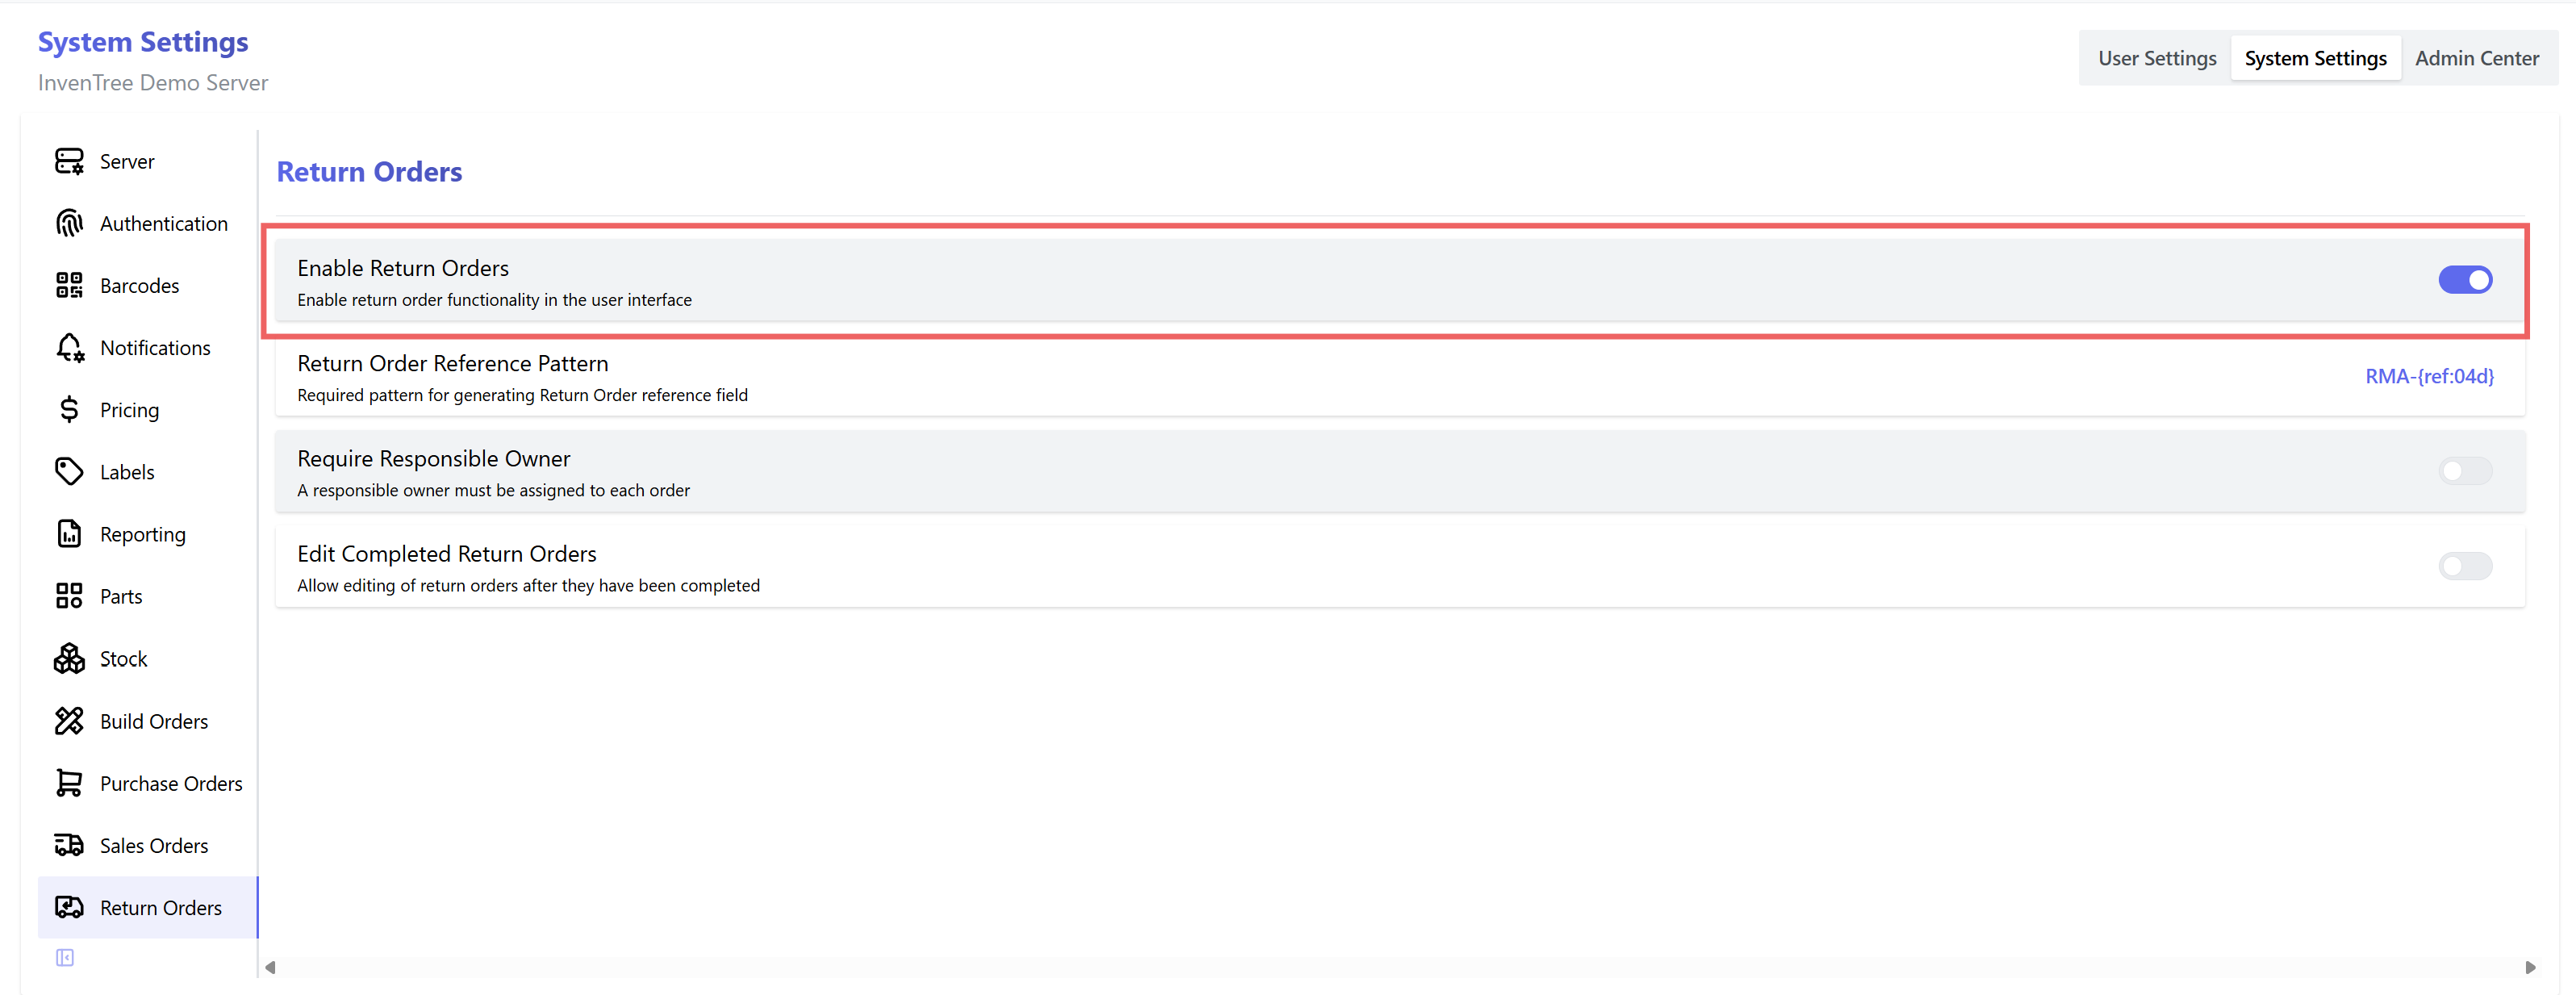 System Settings
InvenTree Demo Server
User Settings
System Settings
Admin Center
Server
Authentication
Barcodes
Notifications
Pricing
Labels
Reporting
Parts
Stock
Build Orders
Purchase Orders
Sales Orders
Return Orders
Return Orders
Enable Return Orders
Enable return order functionality in the user interface
Return Order Reference Pattern
Required pattern for generating Return Order reference field
RMA-{ref:04d}
Require Responsible Owner
A responsible owner must be assigned to each order
Edit Completed Return Orders
Allow editing of return orders after they have been completed